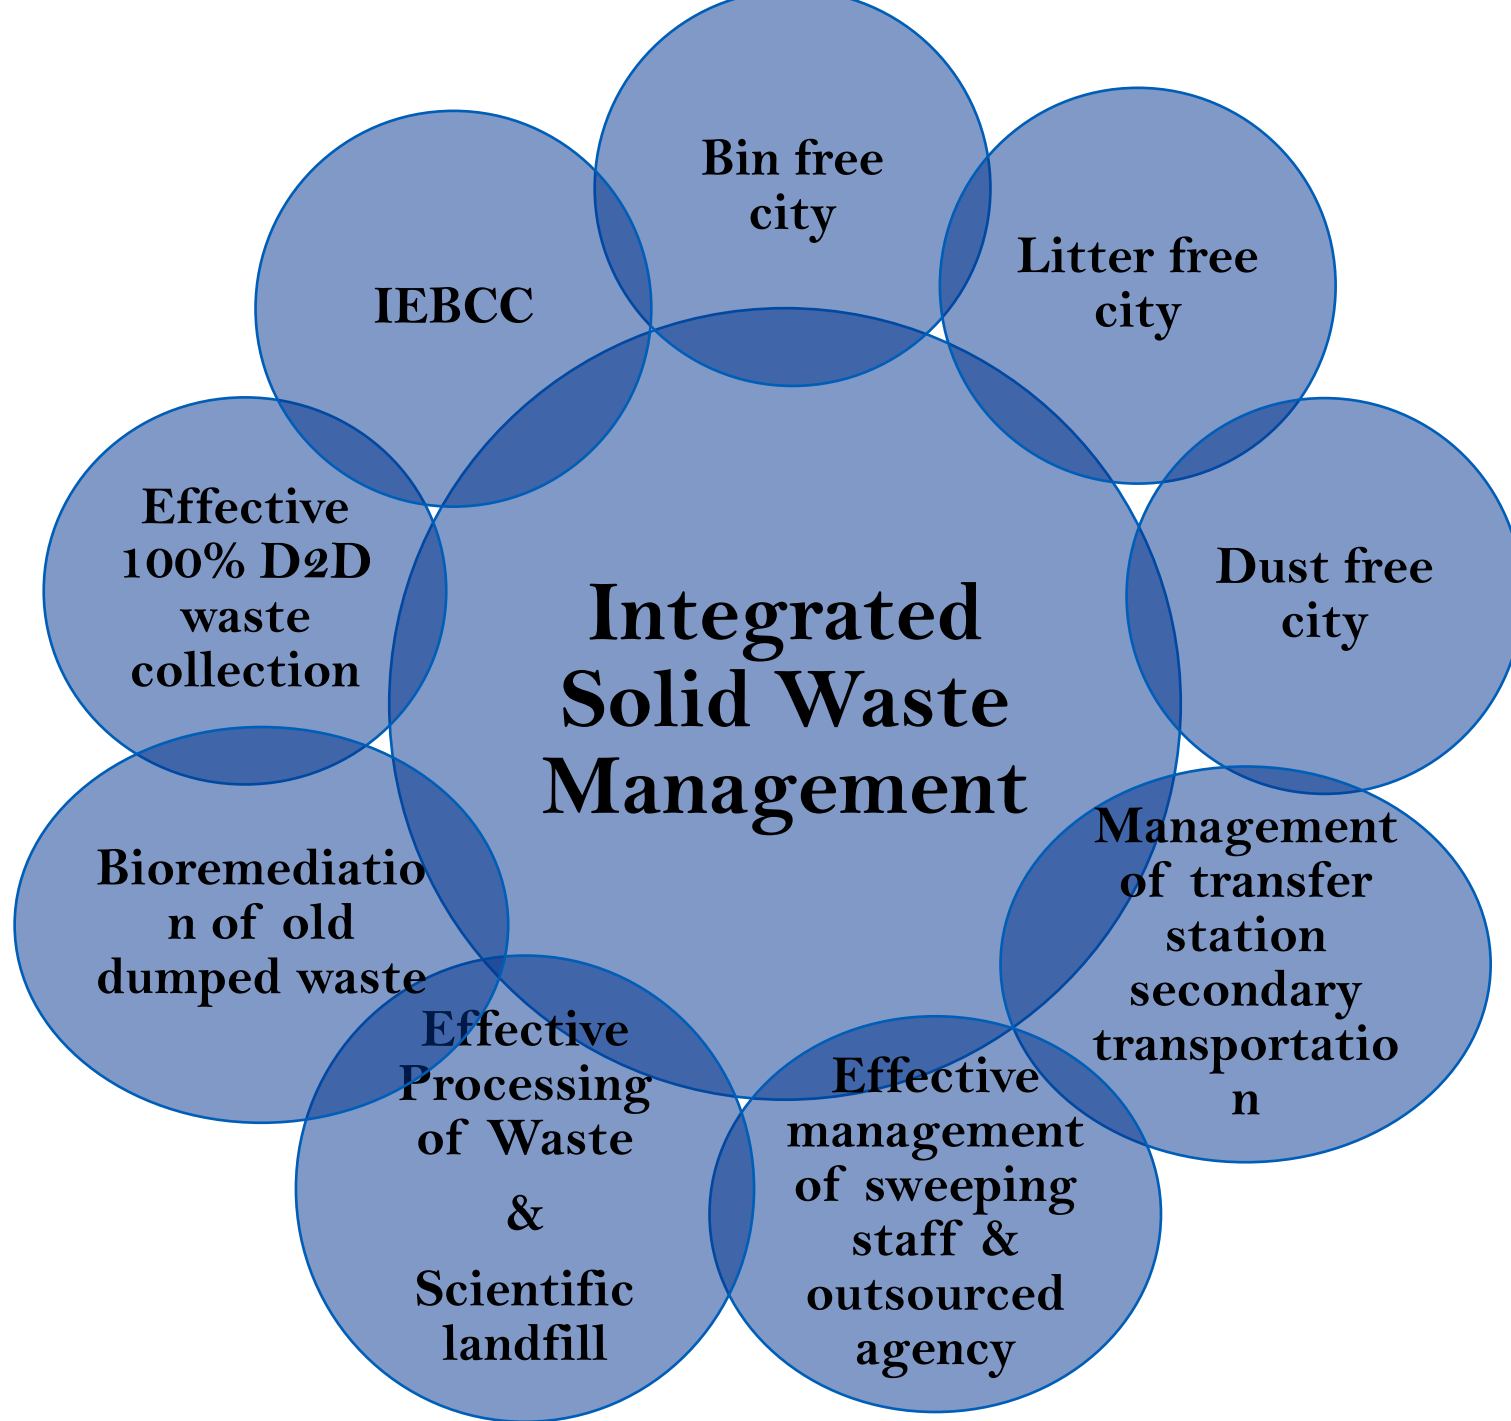 Bin free
city
Litter free
city
Dust free
city
Management
of transfer
station
secondary
transportatio
n
Effective
management
of sweeping
staff &
outsourced
agency
Effective
Processing
of Waste
&
Scientific
landfill
Bioremediatio
n of old
dumped waste
Effective
100% D2D
waste
collection
IEBCC
Integrated
Solid Waste
Management